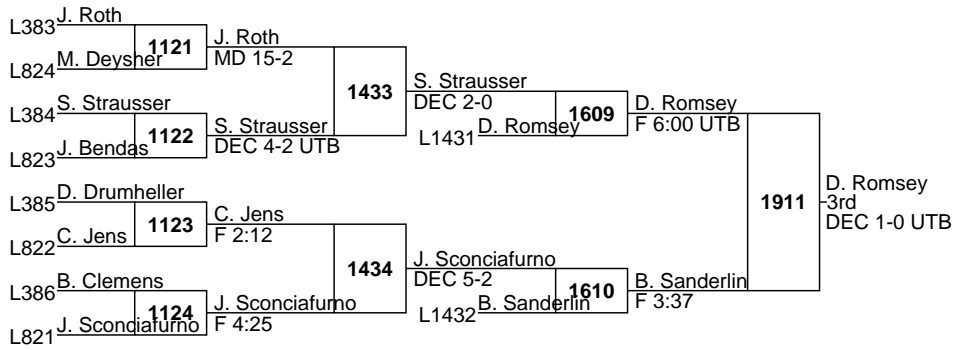 J. Roth
L383
1121
J. Roth
MD 15-2
M. Deysher
L824
1433
S. Strausser
DEC 2-0
S. Strausser
L384
1122
S. Strausser
DEC 4-2 UTB
J. Bendas
L823
1609
D. Romsey
F 6:00 UTB
D. Romsey
L1431
D. Drumheller
L385
1123
C. Jens
F 2:12
C. Jens
L822
1911
D. Romsey
3rd
DEC 1-0 UTB
1434
J. Sconciafurno
DEC 5-2
B. Clemens
L386
1124
J. Sconciafurno
F 4:25
J. Sconciafurno
L821
1610
B. Sanderlin
F 3:37
B. Sanderlin
L1432